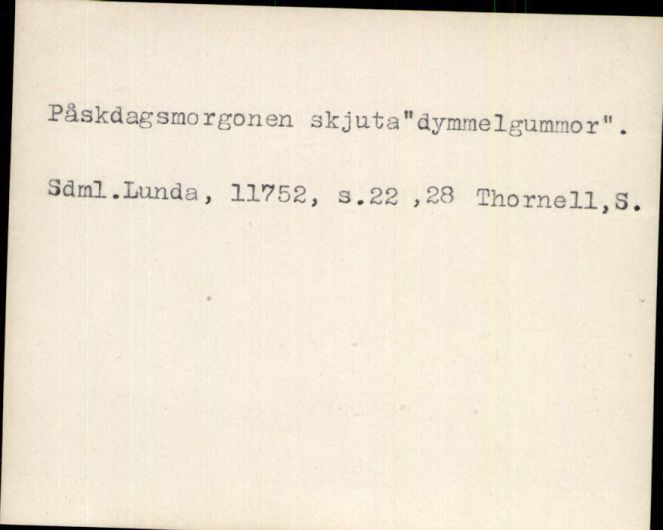 Påskdagsmorgonen skjuta"dymmelgummor".
Sdml.Lunda, 11752, s.22 ,28 Thornell,S.